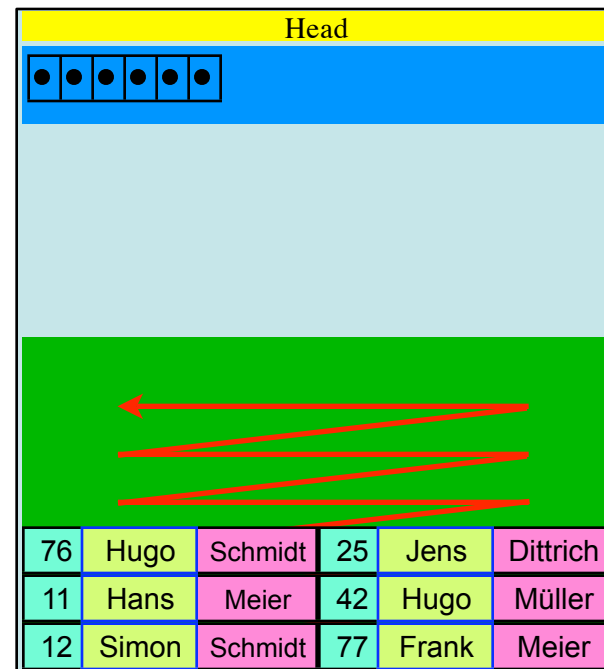 Head
76 Hugo Schmidt 25 Jens Dittrich
11 Hans Meier 42 Hugo Müller
12 Simon Schmidt 77 Frank Meier